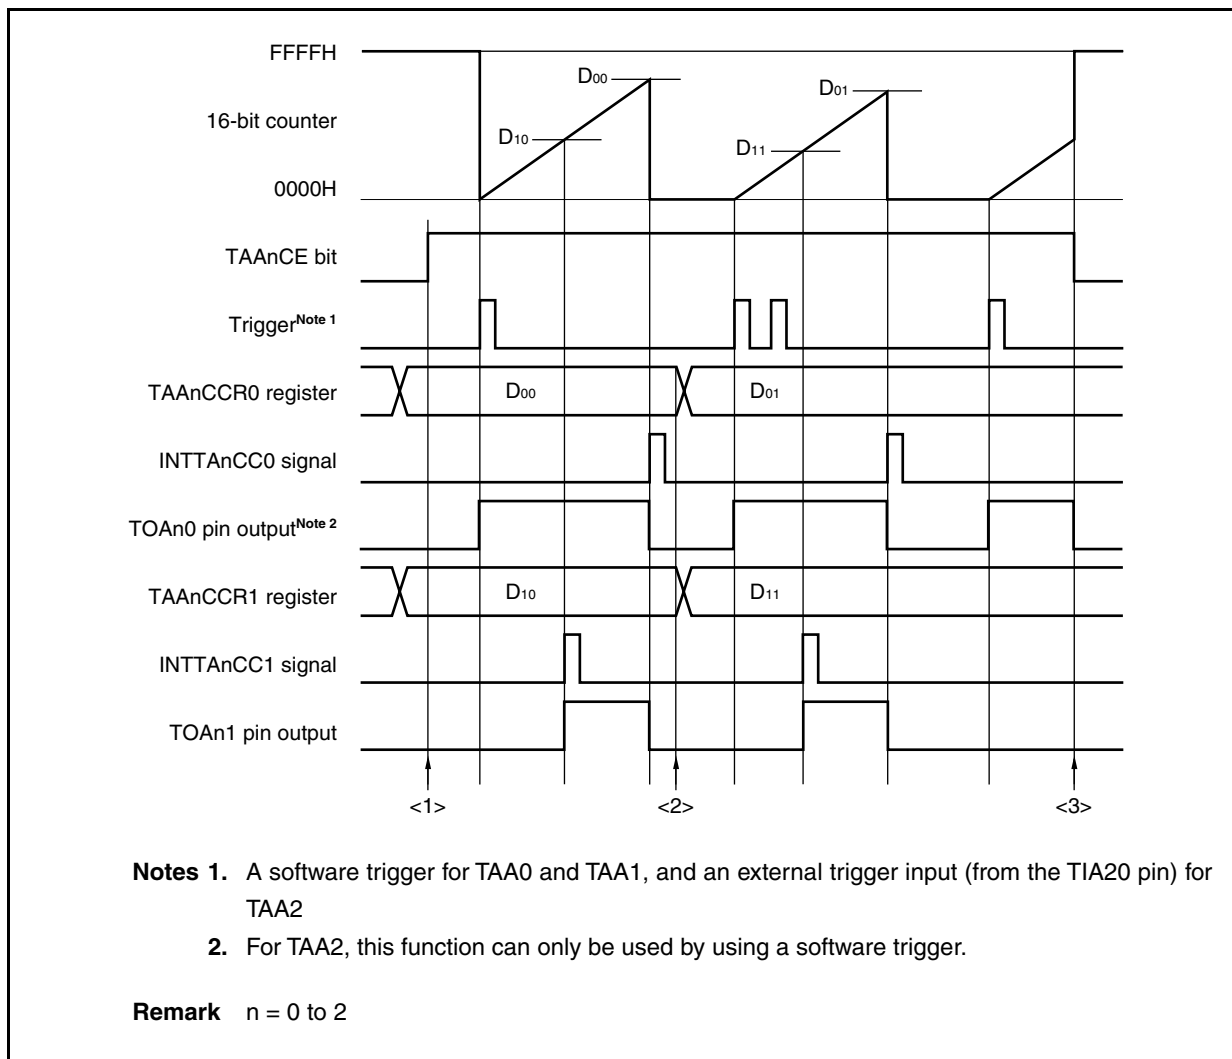 FFFFH
D00
D01
16-bit counter
D10
D11
0000H
TAAnCE bit
TriggerNote 1
TAAnCCR0 register
D00
D01
INTTAnCC0 signal
TOAn0 pin outputNote 2
TAAnCCR1 register
D10
D11
INTTAnCC1 signal
TOAn1 pin output
<1>
<2>
<3>
Notes 1. A software trigger for TAA0 and TAA1, and an external trigger input (from the TIA20 pin) for
TAA2
2. For TAA2, this function can only be used by using a software trigger.
Remark n = 0 to 2